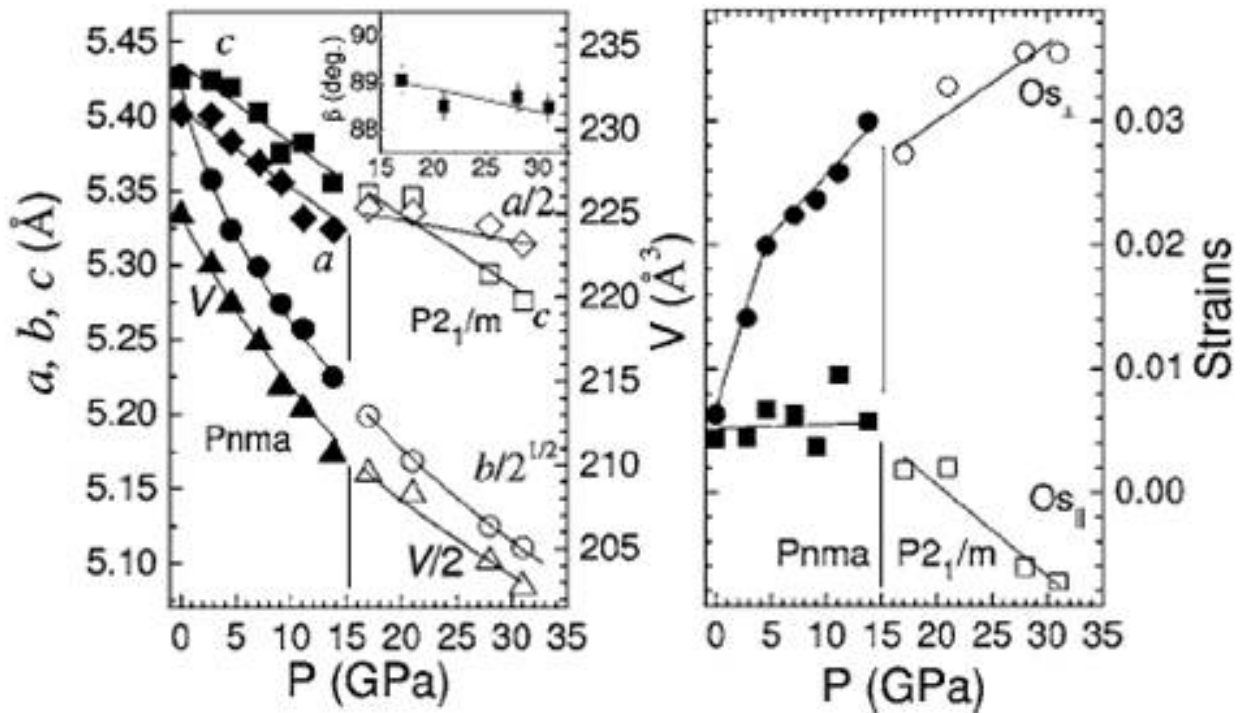 a, b, c (Å)
5.45
5.40
5.35
5.30
5.25
5.20
5.15
5.10
c
a
V
Pnma
β (deg.)
90
89
88
15
21
25
31
a/2
P2₁/m
c
b/2^1/2
V/2
0 5 10 15 20 25 30 35
P (GPa)
235
230
225
220
215
210
205
V (Å³)
Os⊥
Os||
Pnma
P2₁/m
0 5 10 15 20 25 30 35
P (GPa)
0.03
0.02
0.01
0.00
Strains